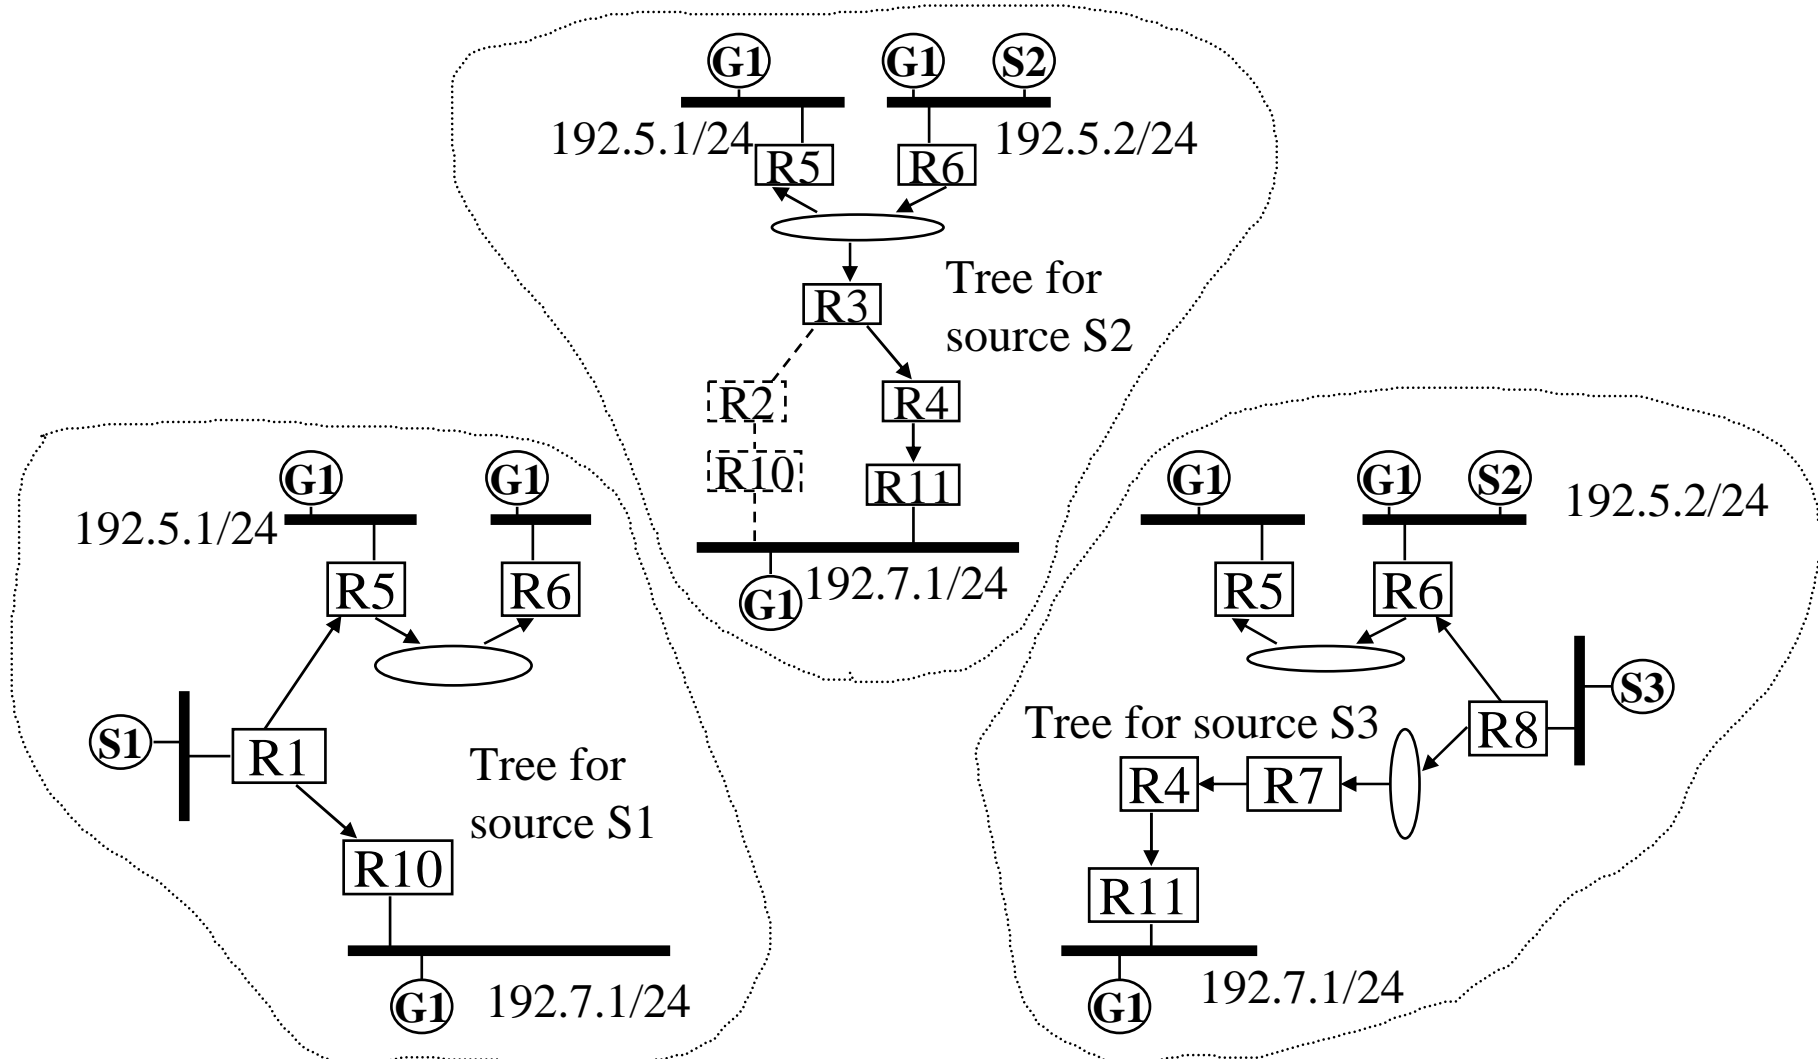 G1
G1
S2
192.5.1/24
192.5.2/24
R5
R6
Tree for
source S2
R3
R2
R4
R10
R11
192.7.1/24
G1
G1
G1
192.5.1/24
R5
R6
S1
R1
Tree for
source S1
R10
G1
192.7.1/24
G1
G1
S2
192.5.2/24
R5
R6
S3
Tree for source S3
R8
R4
R7
R11
192.7.1/24
G1